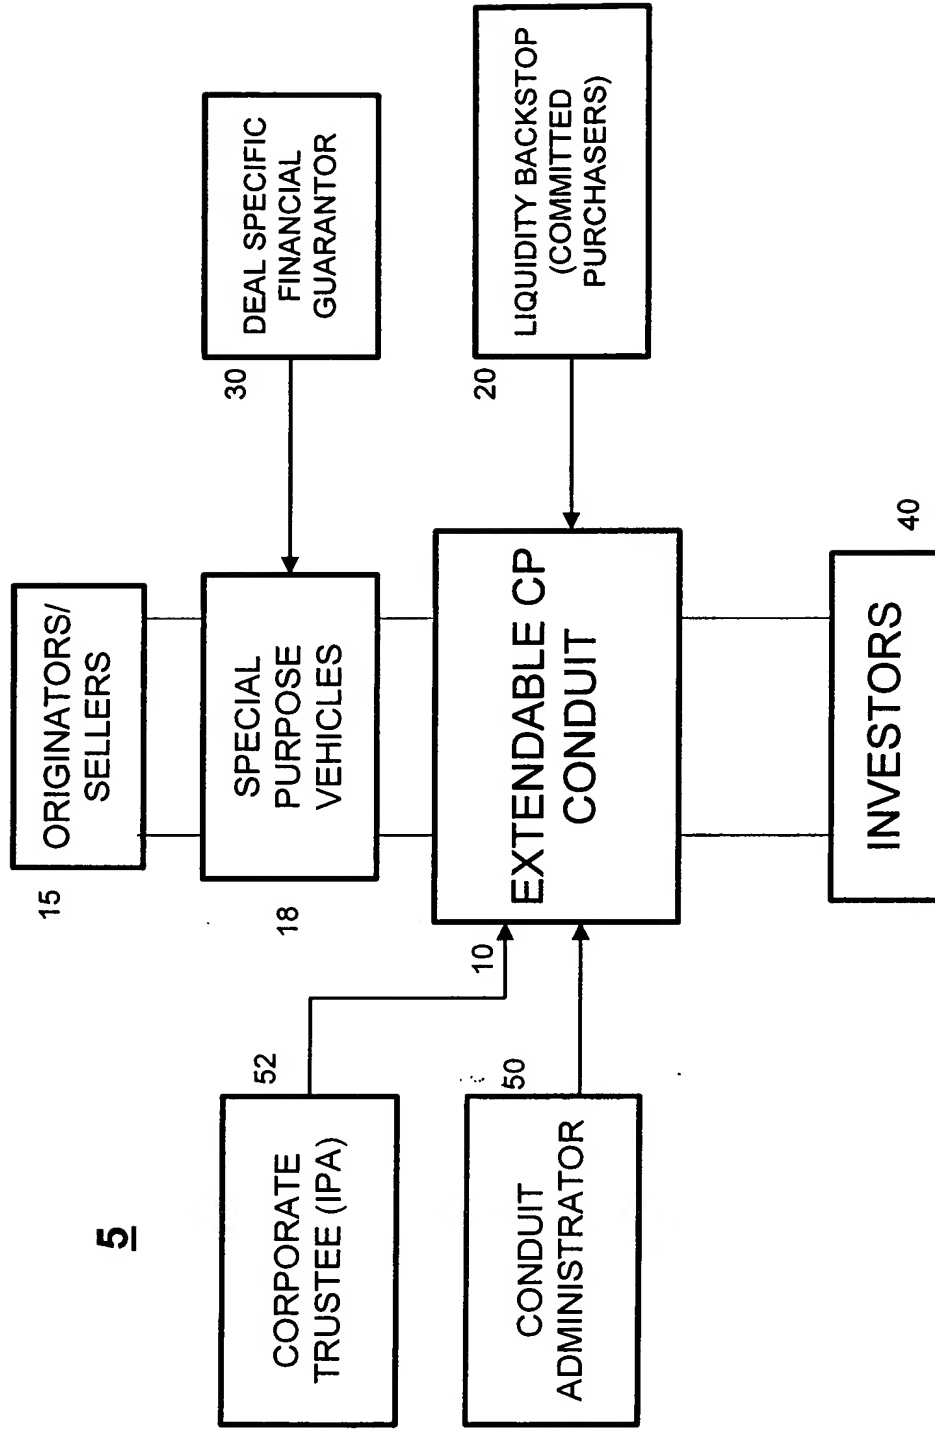 5
15
ORIGINATORS/
SELLERS
52
CORPORATE
TRUSTEE (IPA)
18
SPECIAL
PURPOSE
VEHICLES
30
DEAL SPECIFIC
FINANCIAL
GUARANTOR
50
CONDUIT
ADMINISTRATOR
10
EXTENDABLE CP
CONDUIT
20
LIQUIDITY BACKSTOP
(COMMITTED
PURCHASERS)
INVESTORS
40